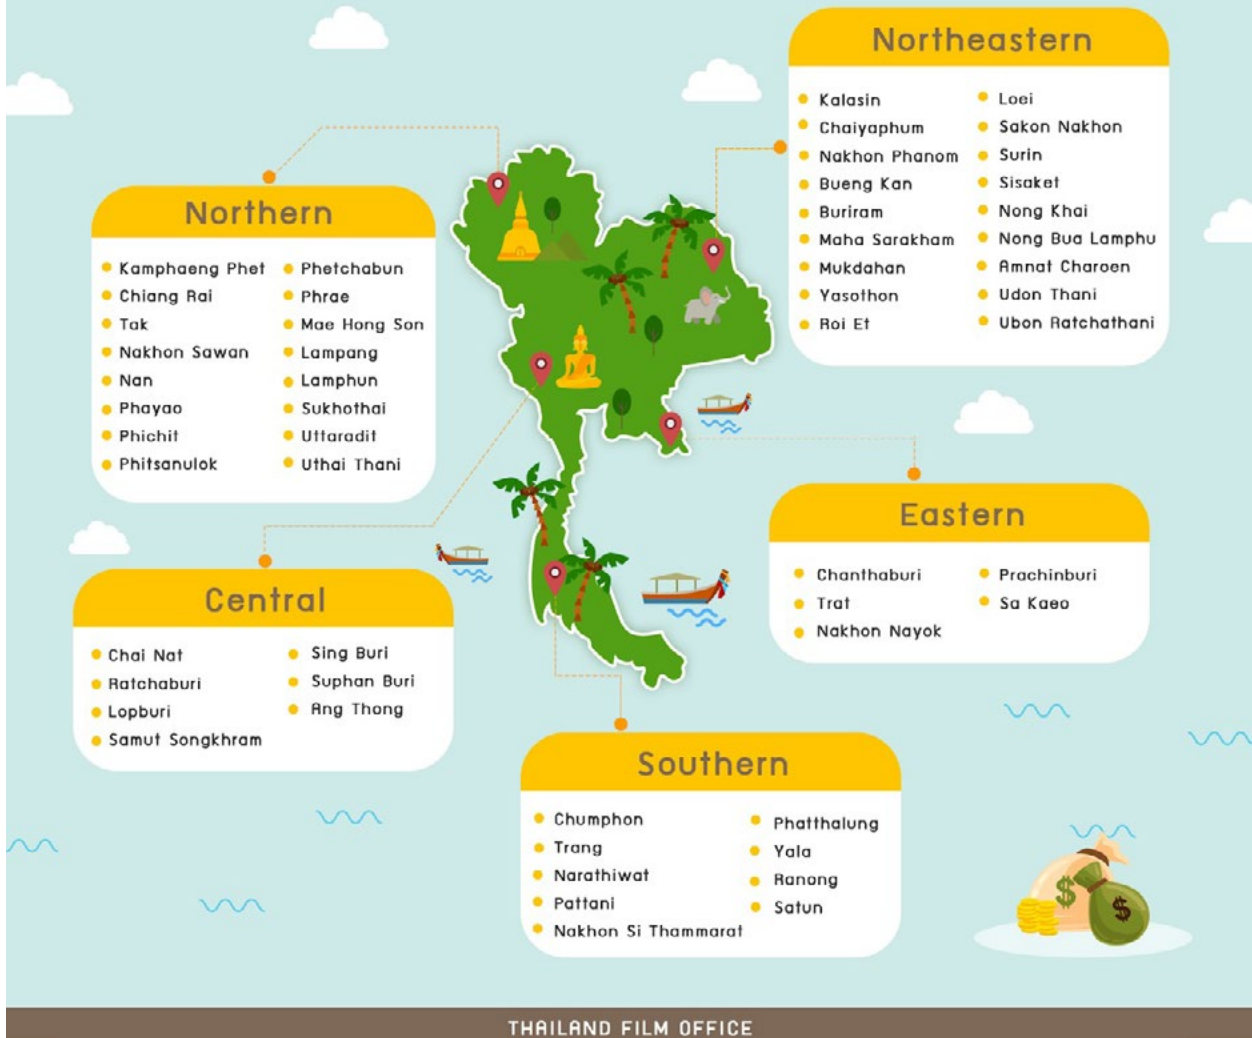 Northeastern
Kalasin
Chaiyaphum
Nakhon Phanom
Bueng Kan
Buriram
Maha Sarakham
Mukdahan
Yasothon
Roi Et
Loei
Sakon Nakhon
Surin
Sisaket
Nong Khai
Nong Bua Lamphu
Amnat Charoen
Udon Thani
Ubon Ratchathani
Northern
Kamphaeng Phet
Chiang Rai
Tak
Nakhon Sawan
Nan
Phayao
Phichit
Phitsanulok
Phetchabun
Phrae
Mae Hong Son
Lampang
Lamphun
Sukhothai
Uttaradit
Uthai Thani
Eastern
Chanthaburi
Trat
Nakhon Nayok
Prachinburi
Sa Kaeo
Central
Chai Nat
Ratchaburi
Lopburi
Samut Songkhram
Sing Buri
Suphan Buri
Ang Thong
Southern
Chumphon
Trang
Narathiwat
Pattani
Nakhon Si Thammarat
Phatthalung
Yala
Ranong
Satun
$
$
THAILAND FILM OFFICE